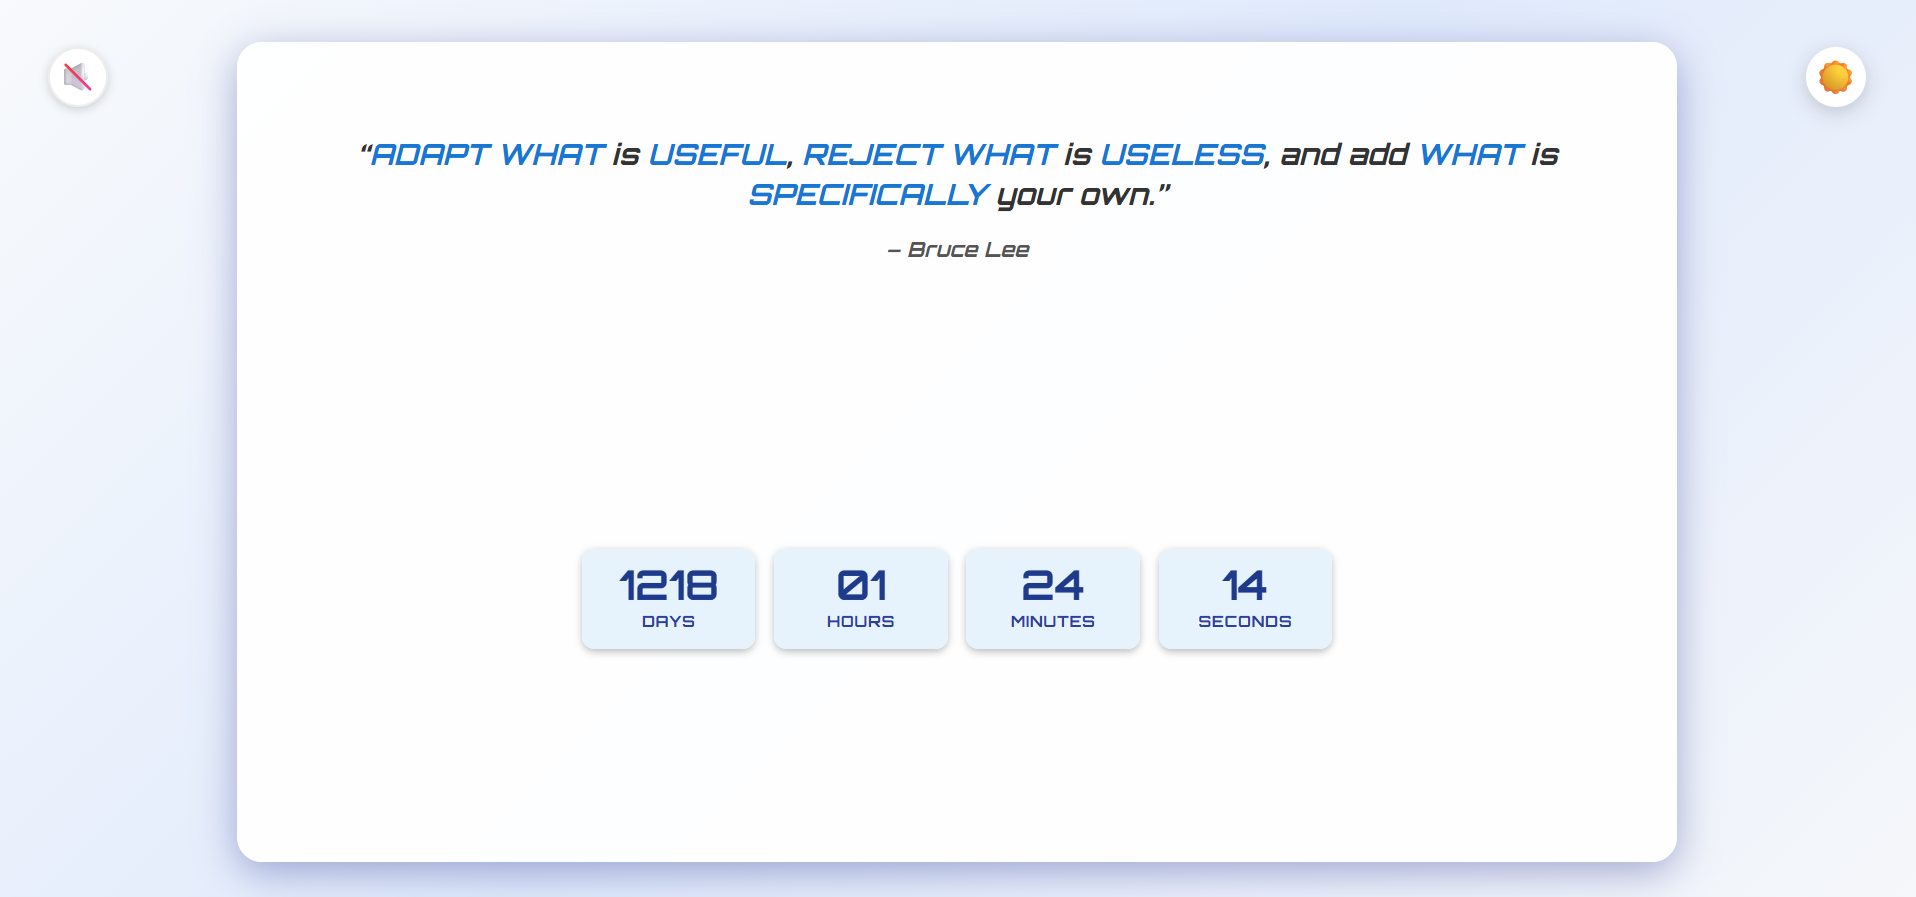 “ADAPT WHAT is USEFUL, REJECT WHAT is USELESS, and add WHAT is
SPECIFICALLY your own.”
– Bruce Lee
1218 01 24 14
DAYS HOURS MINUTES SECONDS